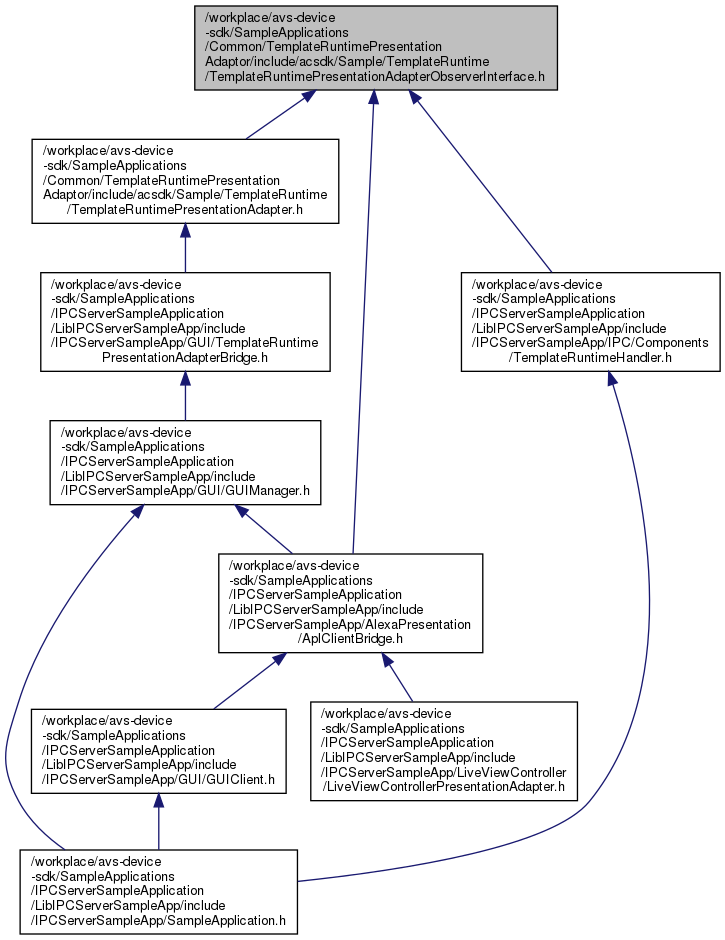 /workplace/avs-device
-sdk/SampleApplications
/Common/TemplateRuntimePresentation
Adaptor/include/acsdk/Sample/TemplateRuntime
/TemplateRuntimePresentationAdapterObserverInterface.h
/workplace/avs-device
-sdk/SampleApplications
/Common/TemplateRuntimePresentation
Adaptor/include/acsdk/Sample/TemplateRuntime
/TemplateRuntimePresentationAdapter.h
/workplace/avs-device
-sdk/SampleApplications
/IPCServerSampleApplication
/LibIPCServerSampleApp/include
/IPCServerSampleApp/GUI/TemplateRuntime
PresentationAdapterBridge.h
/workplace/avs-device
-sdk/SampleApplications
/IPCServerSampleApplication
/LibIPCServerSampleApp/include
/IPCServerSampleApp/IPC/Components
/TemplateRuntimeHandler.h
/workplace/avs-device
-sdk/SampleApplications
/IPCServerSampleApplication
/LibIPCServerSampleApp/include
/IPCServerSampleApp/GUI/GUIManager.h
/workplace/avs-device
-sdk/SampleApplications
/IPCServerSampleApplication
/LibIPCServerSampleApp/include
/IPCServerSampleApp/AlexaPresentation
/AplClientBridge.h
/workplace/avs-device
-sdk/SampleApplications
/IPCServerSampleApplication
/LibIPCServerSampleApp/include
/IPCServerSampleApp/GUI/GUIClient.h
/workplace/avs-device
-sdk/SampleApplications
/IPCServerSampleApplication
/LibIPCServerSampleApp/include
/IPCServerSampleApp/LiveViewController
/LiveViewControllerPresentationAdapter.h
/workplace/avs-device
-sdk/SampleApplications
/IPCServerSampleApplication
/LibIPCServerSampleApp/include
/IPCServerSampleApp/SampleApplication.h